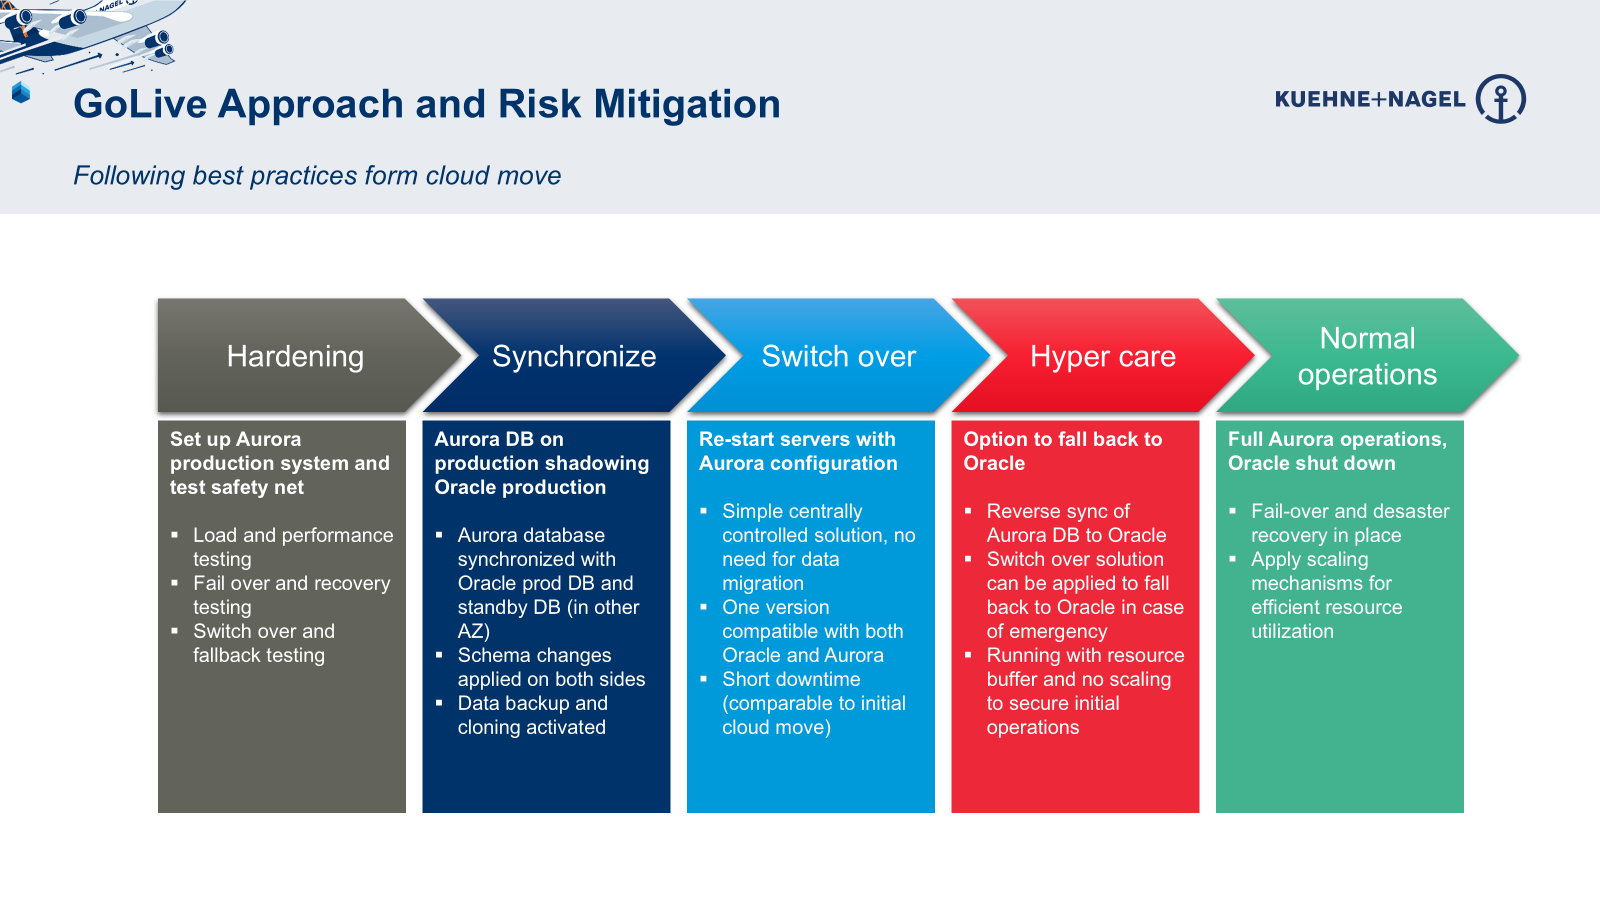 NAGEL
GoLive Approach and Risk Mitigation
KUEHNE+NAGEL
Following best practices form cloud move
Hardening
Synchronize
Switch over
Hyper care
Normal
operations
Set up Aurora
production system and
test safety net
▪ Load and performance
testing
▪ Fail over and recovery
testing
▪ Switch over and
fallback testing
Aurora DB on
production shadowing
Oracle production
▪ Aurora database
synchronized with
Oracle prod DB and
standby DB (in other
AZ)
▪ Schema changes
applied on both sides
▪ Data backup and
cloning activated
Re-start servers with
Aurora configuration
▪ Simple centrally
controlled solution, no
need for data
migration
▪ One version
compatible with both
Oracle and Aurora
▪ Short downtime
(comparable to initial
cloud move)
Option to fall back to
Oracle
▪ Reverse sync of
Aurora DB to Oracle
▪ Switch over solution
can be applied to fall
back to Oracle in case
of emergency
▪ Running with resource
buffer and no scaling
to secure initial
operations
Full Aurora operations,
Oracle shut down
▪ Fail-over and desaster
recovery in place
▪ Apply scaling
mechanisms for
efficient resource
utilization